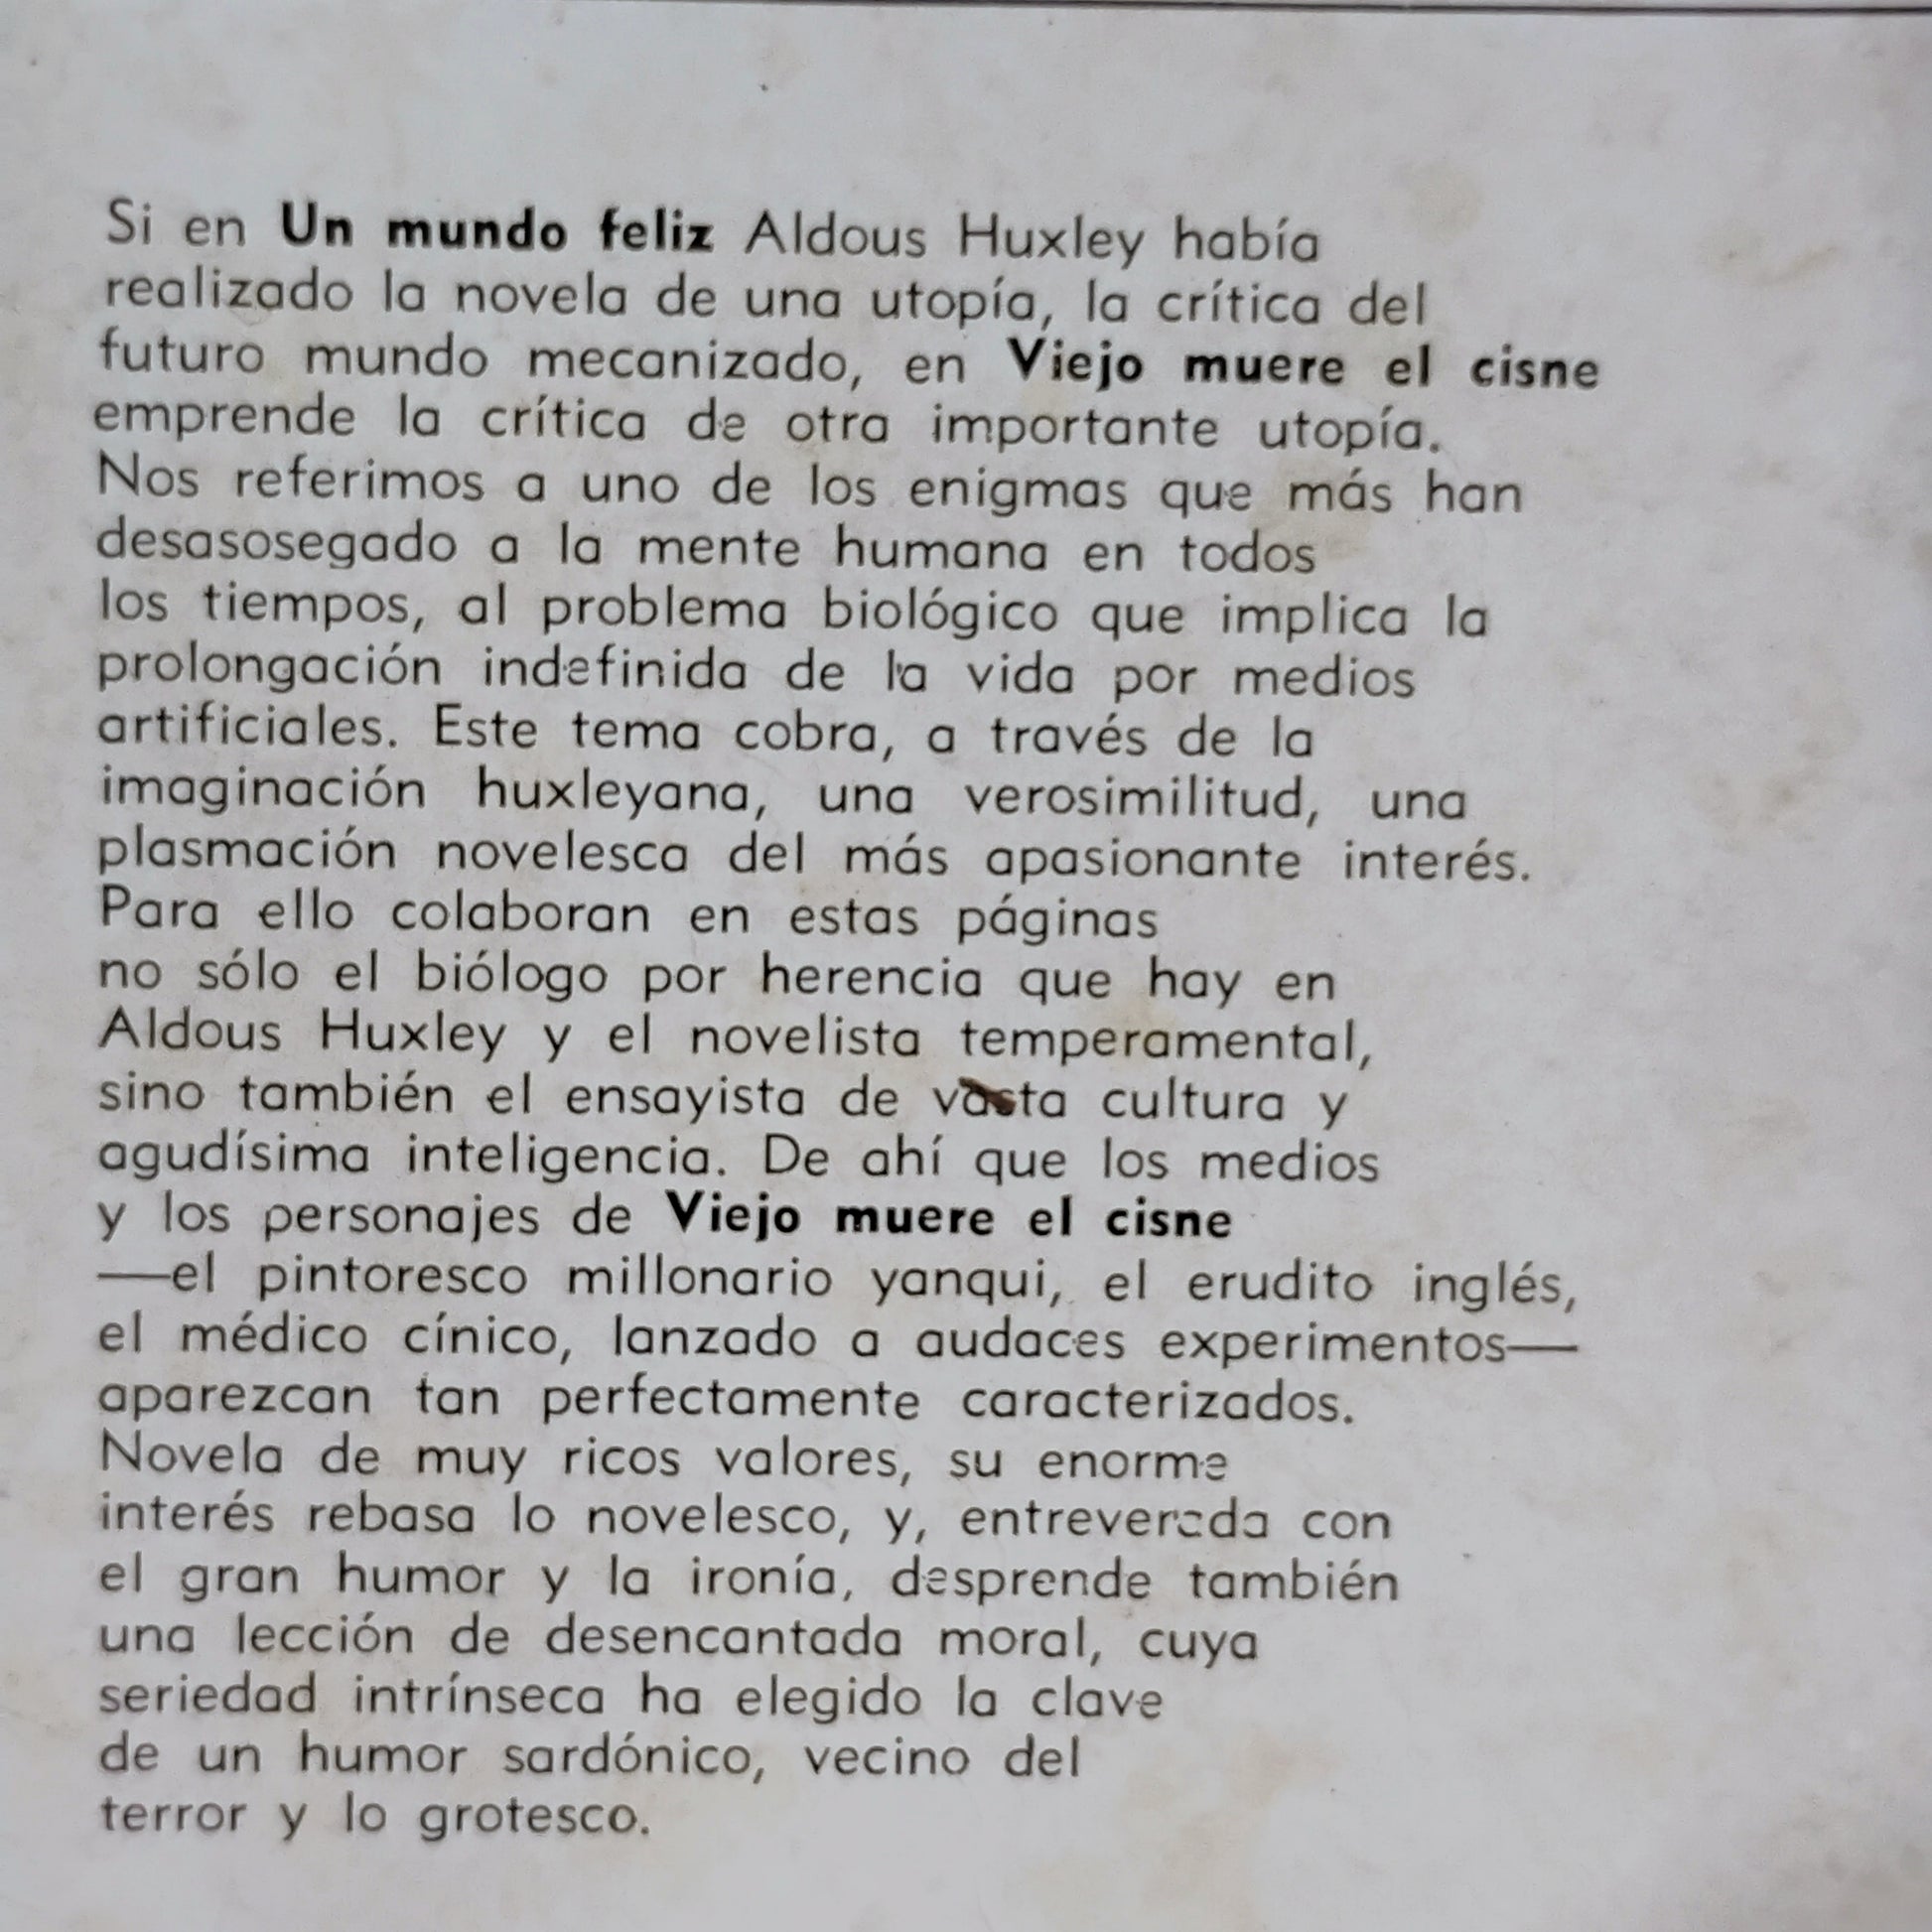 Si en Un mundo feliz Aldous Huxley había
realizado la novela de una utopía, la crítica del
futuro mundo mecanizado, en Viejo muere el cisne
emprende la crítica de otra importante utopía.
Nos referimos a uno de los enigmas que más han
desasosegado a la mente humana en todos
los tiempos, al problema biológico que implica la
prolongación indefinida de la vida por medios
artificiales. Este tema cobra, a través de la
imaginación huxleyana, una verosimilitud, una
plasmación novelesca del más apasionante interés.
Para ello colaboran en estas páginas
no sólo el biólogo por herencia que hay en
Aldous Huxley y el novelista temperamental,
sino también el ensayista de vasta cultura y
agudísima inteligencia. De ahí que los medios
y los personajes de Viejo muere el cisne
—el pintoresco millonario yanqui, el erudito inglés,
el médico cínico, lanzado a audaces experimentos—
aparezcan tan perfectamente caracterizados.
Novela de muy ricos valores, su enorme
interés rebasa lo novelesco, y, entreverada con
el gran humor y la ironía, desprende también
una lección de desencantada moral, cuya
seriedad intrínseca ha elegido la clave
de un humor sardónico, vecino del
terror y lo grotesco.